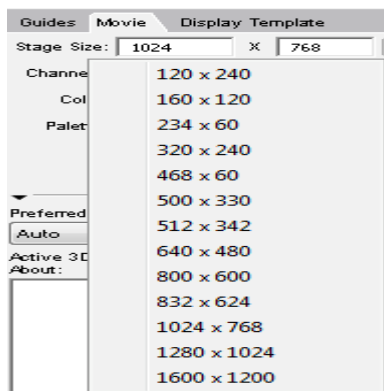 Guides Movie Display Template
Stage Size: 1024 X 768
120 x 240
Channe
160 x 120
Col
234 x 60
Palet
320 x 240
468 x 60
500 x 330
Preferred
512 x 342
Auto
640 x 480
Active 3D
About:
800 x 600
832 x 624
1024 x 768
1280 x 1024
1600 x 1200